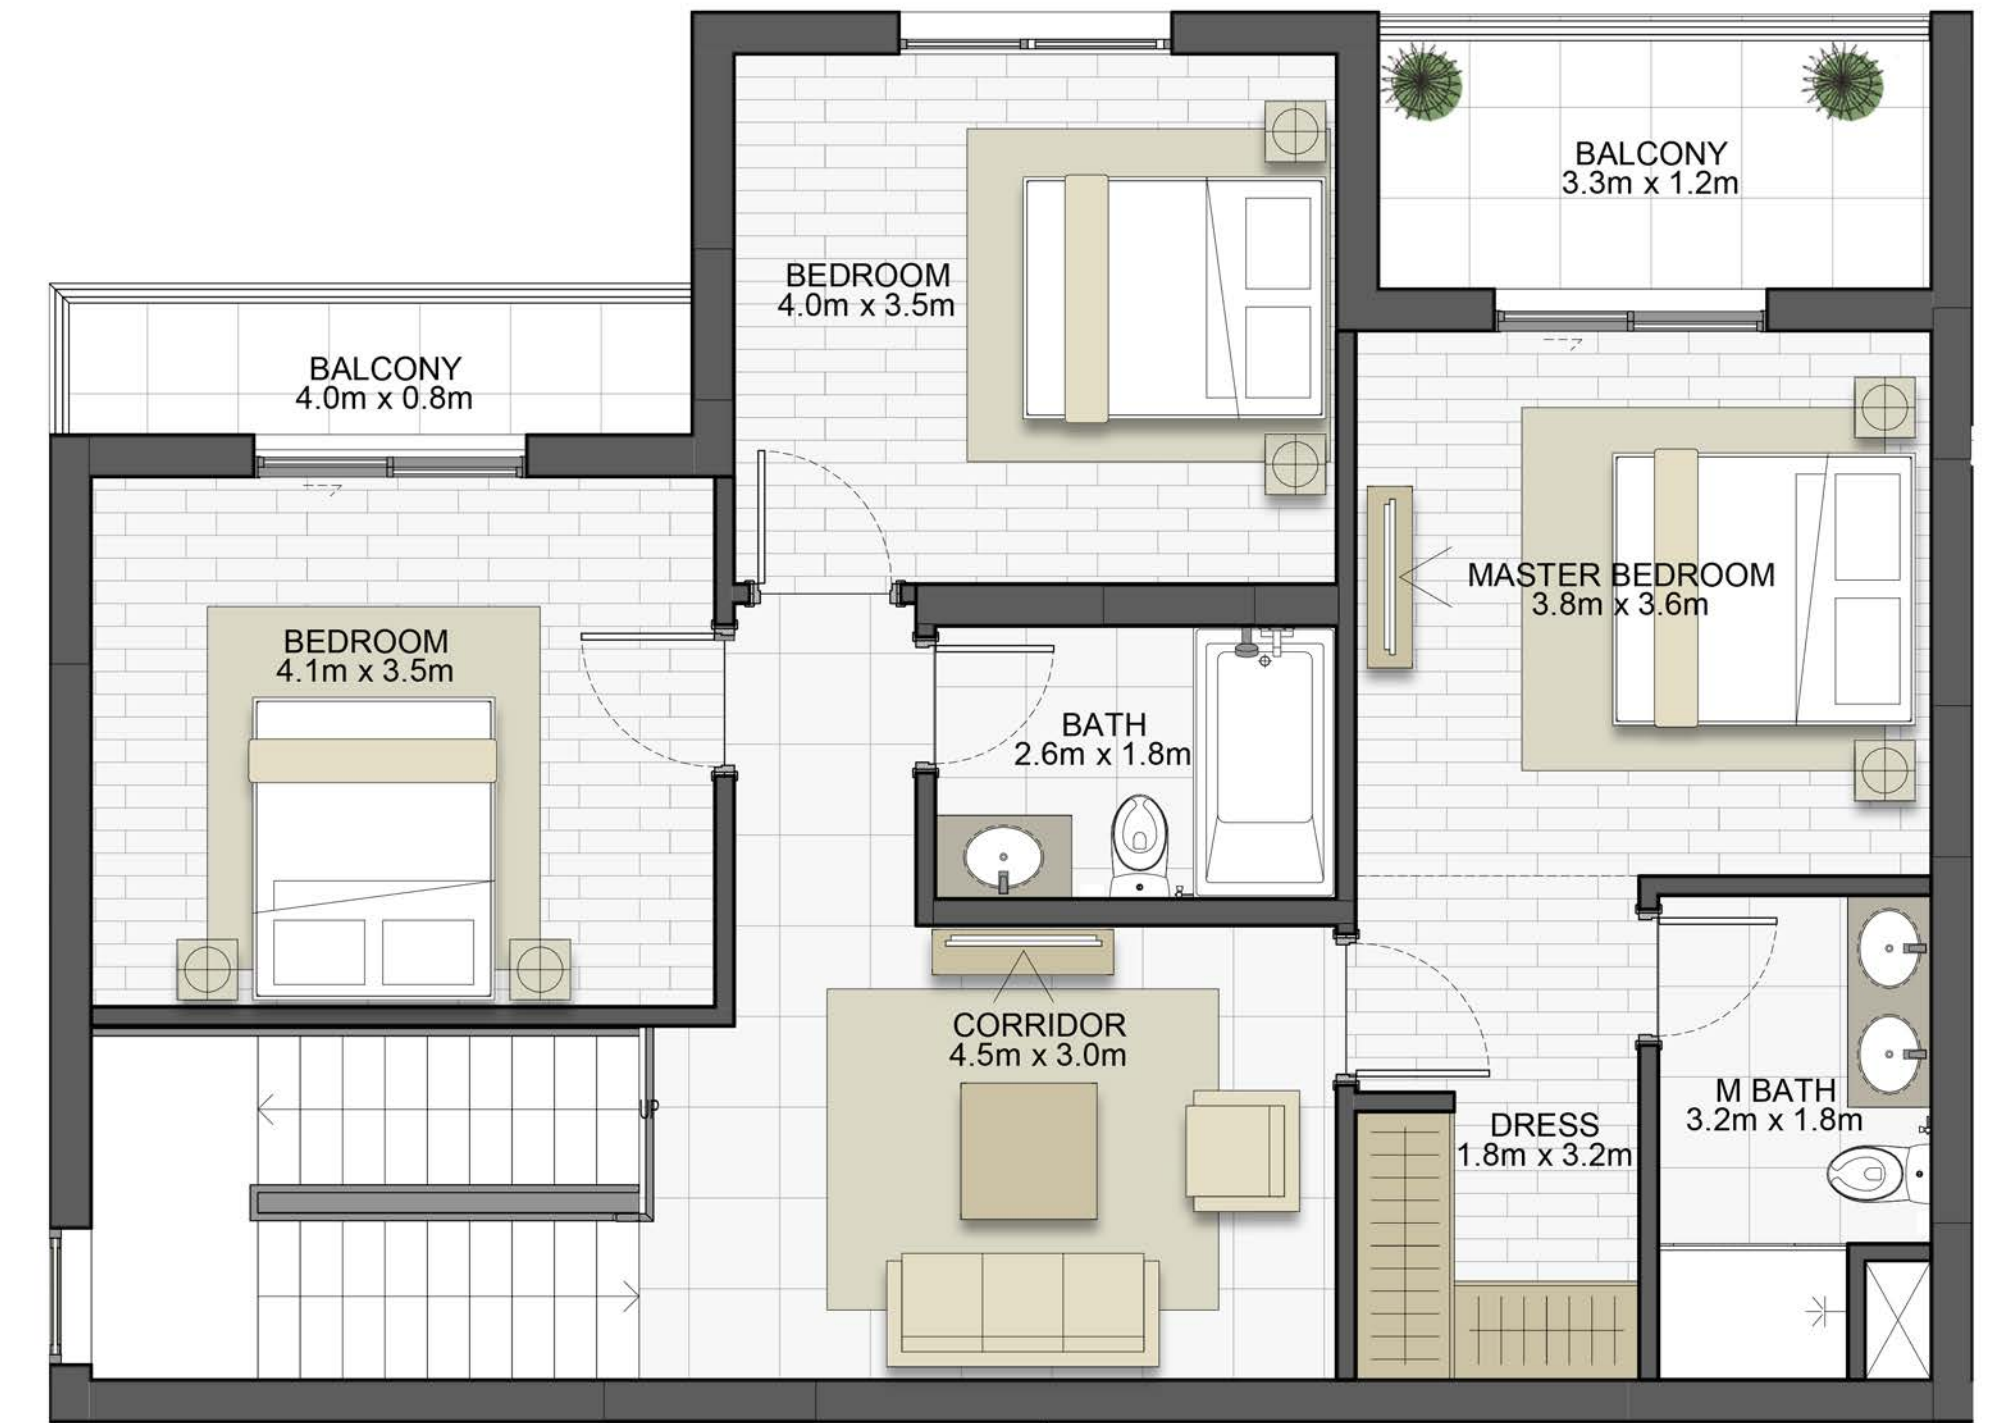 BALCONY
3.3m x 1.2m
BEDROOM
4.0m x 3.5m
BALCONY
4.0m x 0.8m
MASTER BEDROOM
3.8m x 3.6m
BEDROOM
4.1m x 3.5m
BATH
2.6m x 1.8m
CORRIDOR
4.5m x 3.0m
M BATH
3.2m x 1.8m
DRESS
1.8m x 3.2m